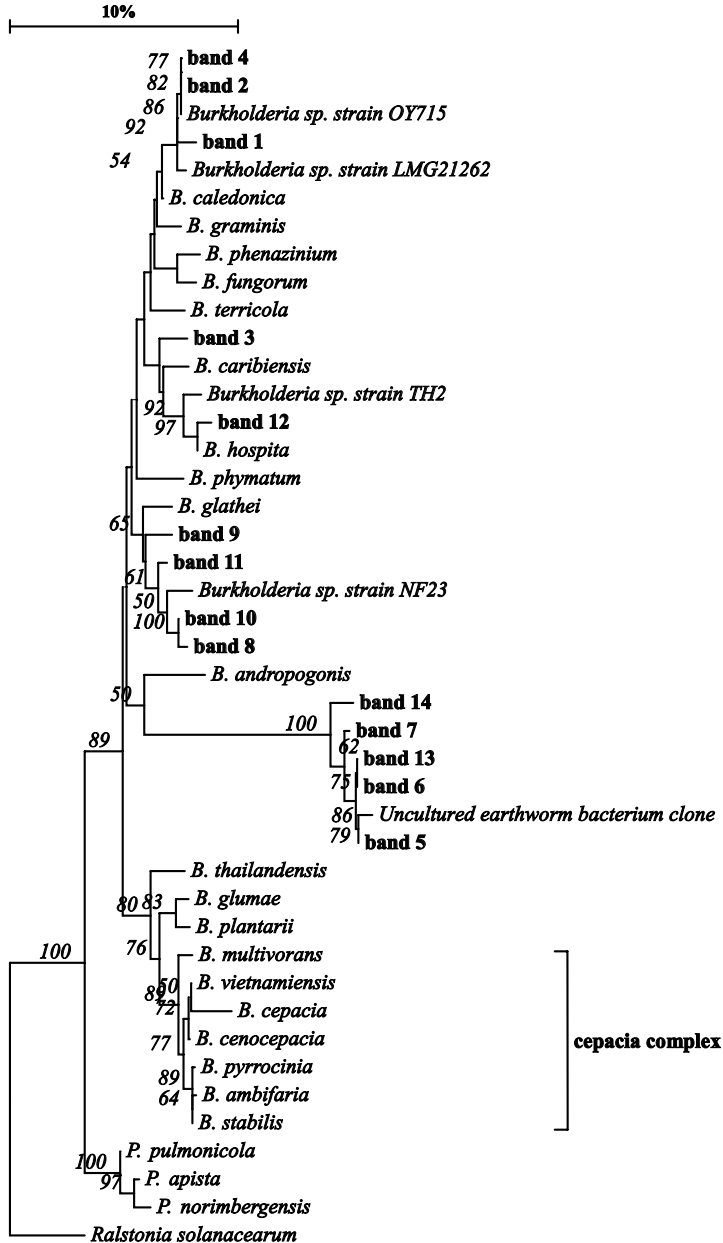 10%
77 band 4
82 band 2
86 Burkholderia sp. strain OY715
92
band 1
54
Burkholderia sp. strain LMG21262
B. caledonica
B. graminis
B. phenazinium
B. fungorum
B. terricola
band 3
B. caribiensis
Burkholderia sp. strain TH2
92
97 band 12
B. hospita
B. phymatum
B. glathei
65
band 9
band 11
61
Burkholderia sp. strain NF23
50
100 band 10
band 8
B. andropogonis
50
band 14
100
band 7
89
62
band 13
75
band 6
86 Uncultured earthworm bacterium clone
79
band 5
B. thailandensis
80 83 B. glumae
B. plantarii
76
100
B. multivorans
50 B. vietnamiensis
89
72 B. cepacia
77 B. cenocepacia
cepacia complex
B. pyrrocinia
89
64 B. ambifaria
B. stabilis
P. pulmonicola
100
97 P. apista
P. norimbergensis
Ralstonia solanacearum